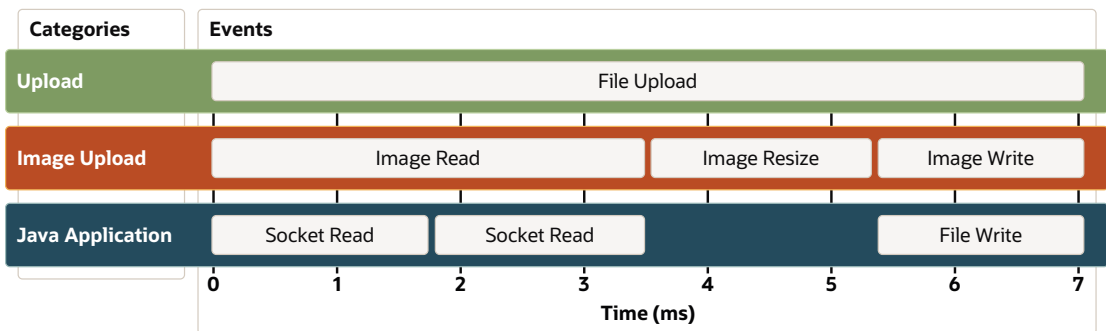 Categories Events
Upload File Upload
Image Upload Image Read Image Resize Image Write
Java Application Socket Read Socket Read File Write
0 1 2 3 4 5 6 7
Time (ms)